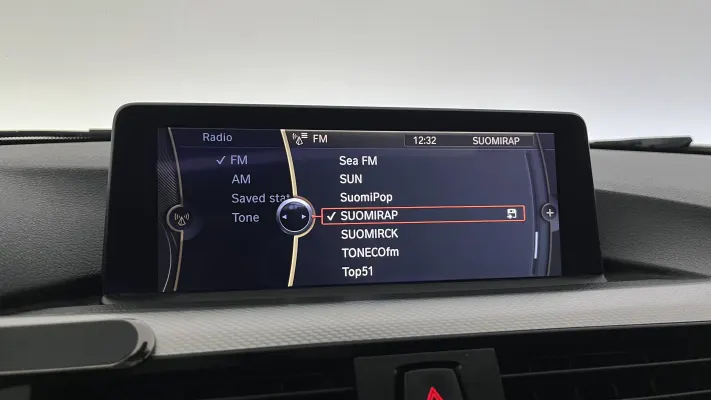 Radio
FM
AM
Saved stat
Tone
FM 12:32 SUOMIRAP
Sea FM
SUN
SuomiPop
SUOMIRAP
SUOMIRCK
TONECOfm
Top51